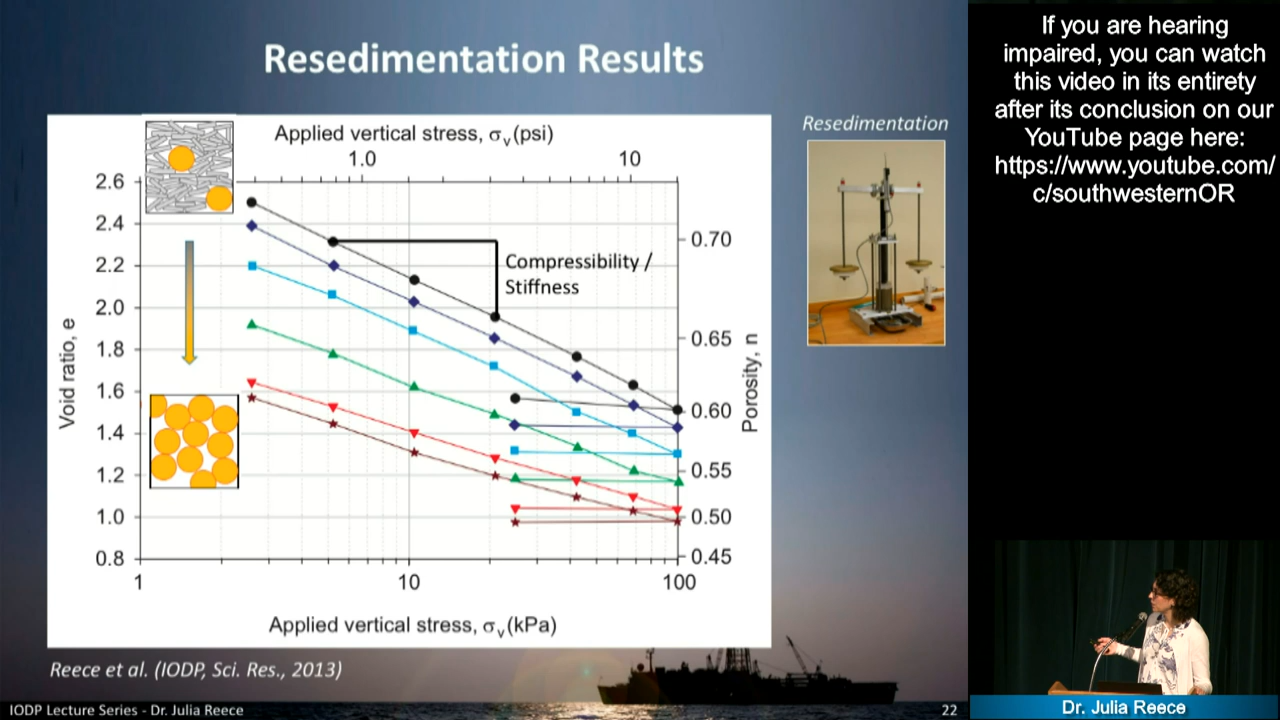 Resedimentation Results
Applied vertical stress, σv(psi)
1.0
10
2.6
2.4
2.2
2.0
1.8
1.6
1.4
1.2
1.0
0.8
Void ratio, e
Compressibility /
Stiffness
0.70
0.65
0.60
0.55
0.50
0.45
Porosity, n
1
10
100
Applied vertical stress, σv(kPa)
Resedimentation
Reece et al. (IODP, Sci. Res., 2013)
IODP Lecture Series - Dr. Julia Reece
22
If you are hearing
impaired, you can watch
this video in its entirety
after its conclusion on our
YouTube page here:
https://www.youtube.com/
c/southwesternOR
Dr. Julia Reece